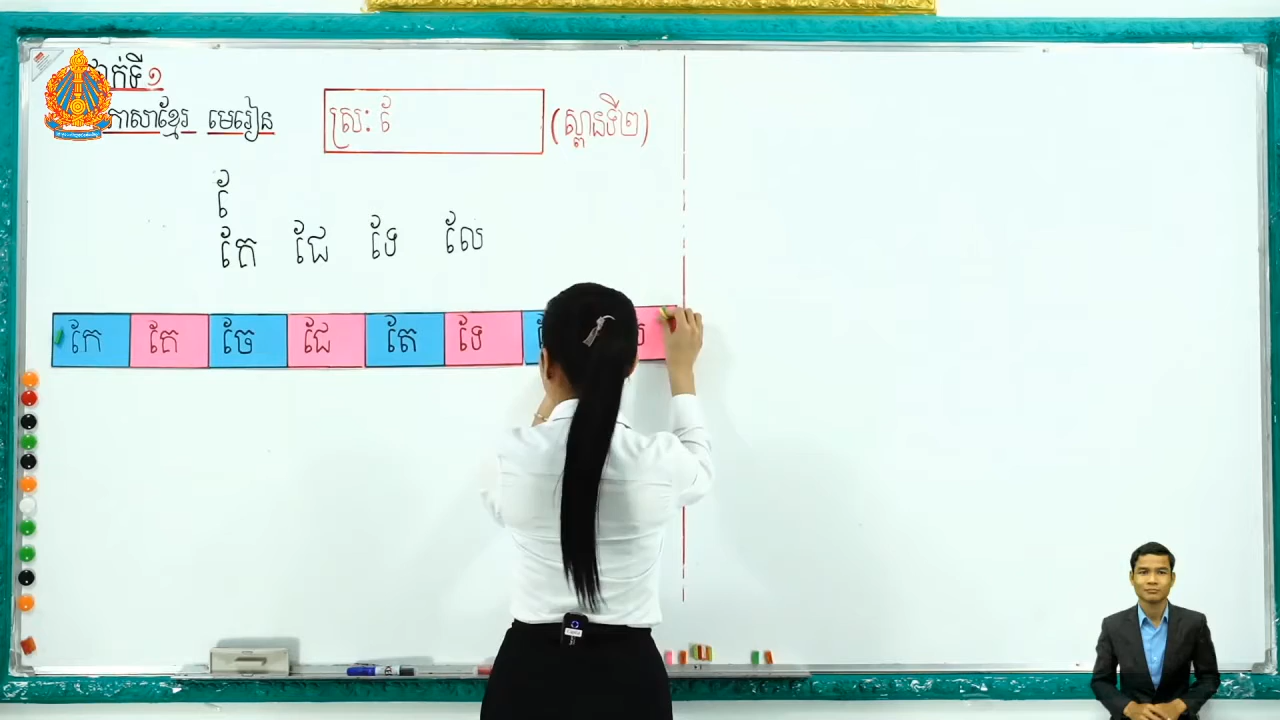 ថ្នាក់ទី១
ភាសាខ្មែរ មេរៀន
ស្រៈ ែ
(ស្ពានទី២)
ែ
តែ ជែ ទែ លែ
កែ គែ ចែ ជែ តែ ទែ